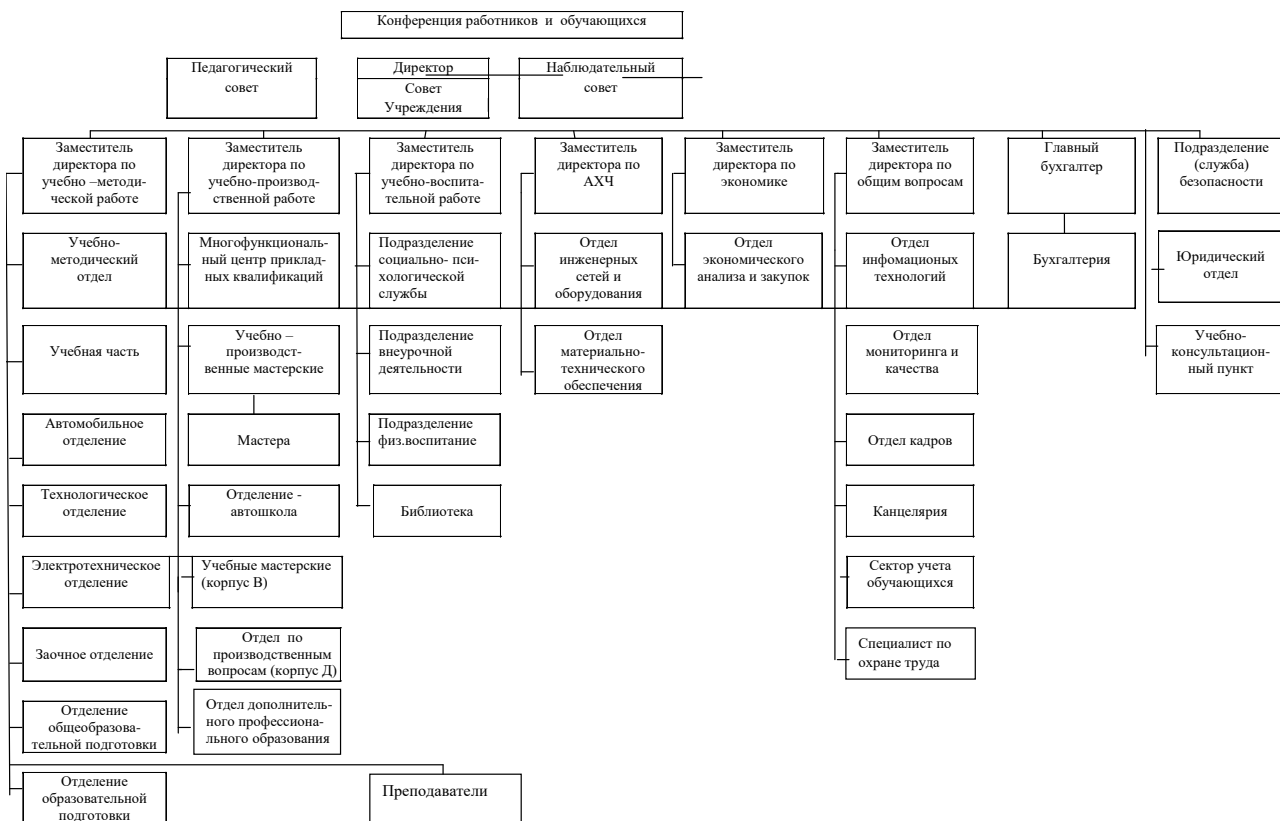 Конференция работников и обучающихся
Педагогический
совет
Директор
Совет
Учреждения
Наблюдательный
совет
Заместитель
директора по
учебно –методи-
ческой работе
Заместитель
директора по
учебно-производ-
ственной работе
Заместитель
директора по
учебно-воспита-
тельной работе
Заместитель
директора по
АХЧ
Заместитель
директора по
экономике
Заместитель
директора по
общим вопросам
Главный
бухгалтер
Подразделение
(служба)
безопасности
Учебно-
методический
отдел
Многофункциональ-
ный центр приклад-
ных квалификаций
Подразделение
социально- пси-
хологической
службы
Отдел
инженерных
сетей и
оборудования
Отдел
экономического
анализа и закупок
Отдел
инфомационых
технологий
Бухгалтерия
Юридический
отдел
Учебная часть
Учебно –
производст-
венные мастерские
Подразделение
внеурочной
деятельности
Отдел
материально-
технического
обеспечения
Отдел
мониторинга и
качества
Учебно-
консультацион-
ный пункт
Автомобильное
отделение
Мастера
Подразделение
физ.воспитание
Отдел кадров
Технологическое
отделение
Отделение -
автошкола
Библиотека
Канцелярия
Электротехническое
отделение
Учебные мастерские
(корпус В)
Сектор учета
обучающихся
Заочное отделение
Отдел по
производственным
вопросам (корпус Д)
Специалист по
охране труда
Отделение
общеобразова-
тельной подготовки
Отдел дополнитель-
ного профессиона-
льного образования
Отделение
образовательной
подготовки
Преподаватели